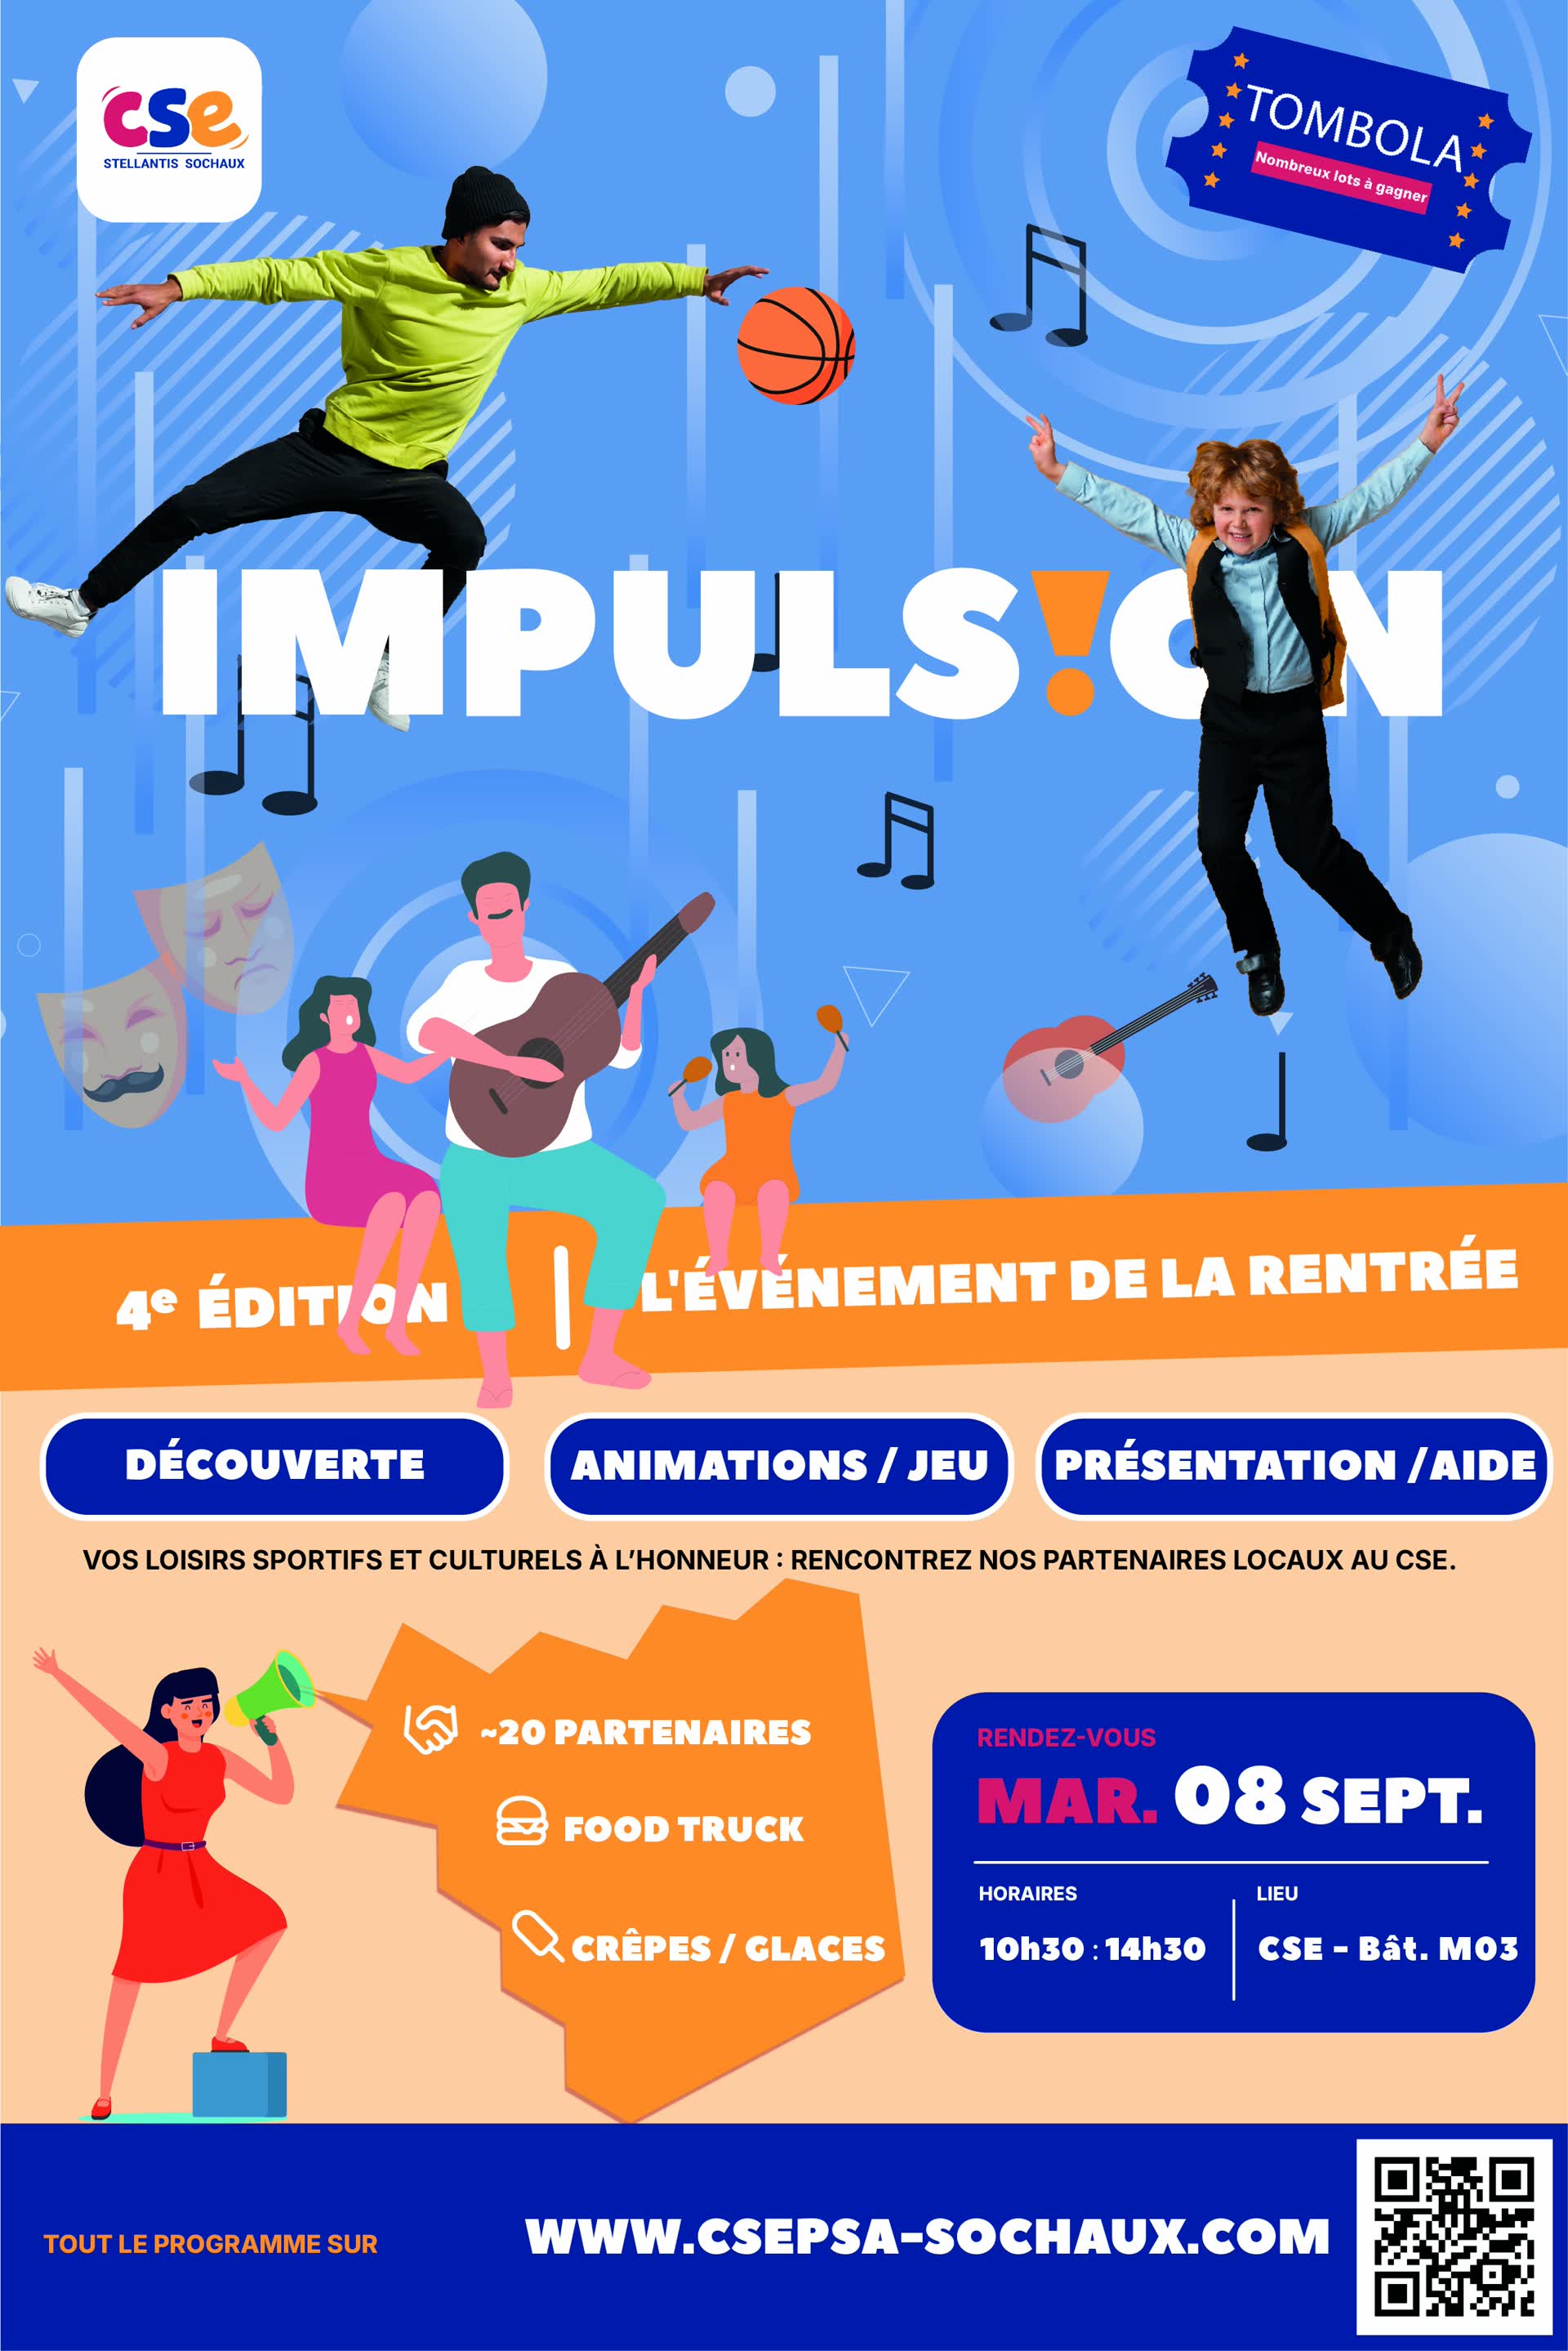 cse
STELLANTIS SOCHAUX
TOMBOLA
Nombreux lots à gagner
IMPULS!ON
4e ÉDITION
L'ÉVÉNEMENT DE LA RENTRÉE
DÉCOUVERTE
ANIMATIONS / JEU
PRÉSENTATION /AIDE
VOS LOISIRS SPORTIFS ET CULTURELS À L’HONNEUR : RENCONTREZ NOS PARTENAIRES LOCAUX AU CSE.
~20 PARTENAIRES
FOOD TRUCK
CRÊPES / GLACES
RENDEZ-VOUS
MAR. 08 SEPT.
HORAIRES
10h30 : 14h30
LIEU
CSE - Bât. M03
TOUT LE PROGRAMME SUR
WWW.CSEPSA-SOCHAUX.COM